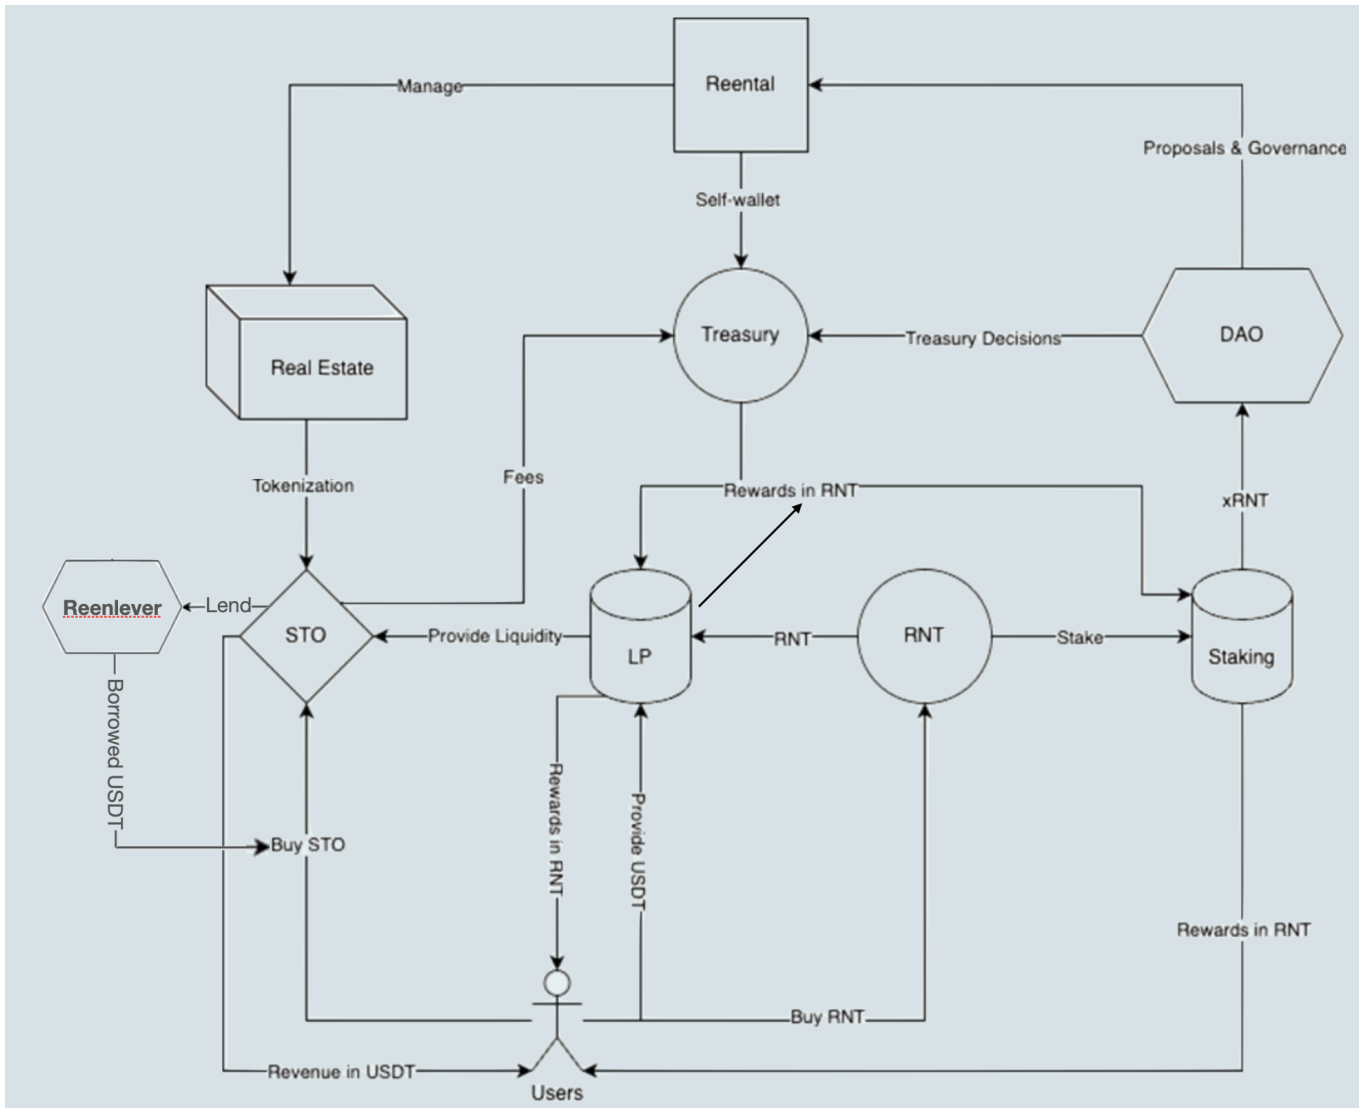 Reental
Manage
Proposals & Governance
Self-wallet
Treasury
Treasury Decisions
DAO
Real Estate
Fees
Tokenization
Rewards in RNT
xRNT
Reenlever
Lend
STO
Provide Liquidity
LP
RNT
RNT
Stake
Staking
Borrowed USDT
Rewards in RNT
Provide USDT
Buy STO
Rewards in RNT
Buy RNT
Revenue in USDT
Users